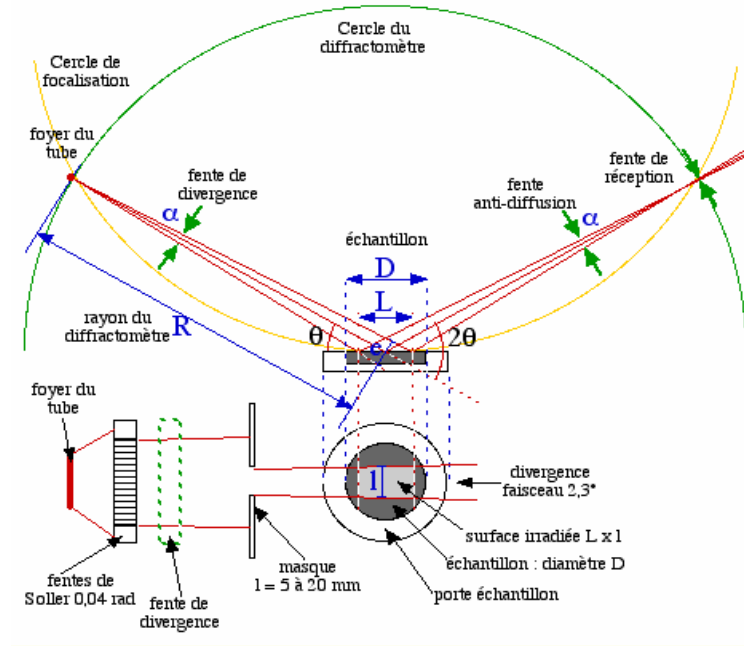 Cercle du
diffractomètre
Cercle de
focalisation
foyer du
tube
fente de
divergence
α
fente
anti-diffusion
α
fente de
réception
échantillon
D
L
rayon du
diffractomètre
R
θ
e
2θ
foyer du
tube
l
divergence
faisceau 2,3°
surface irradiée L x l
échantillon : diamètre D
porte échantillon
masque
l = 5 à 20 mm
fentes de
Soller 0,04 rad
fente de
divergence